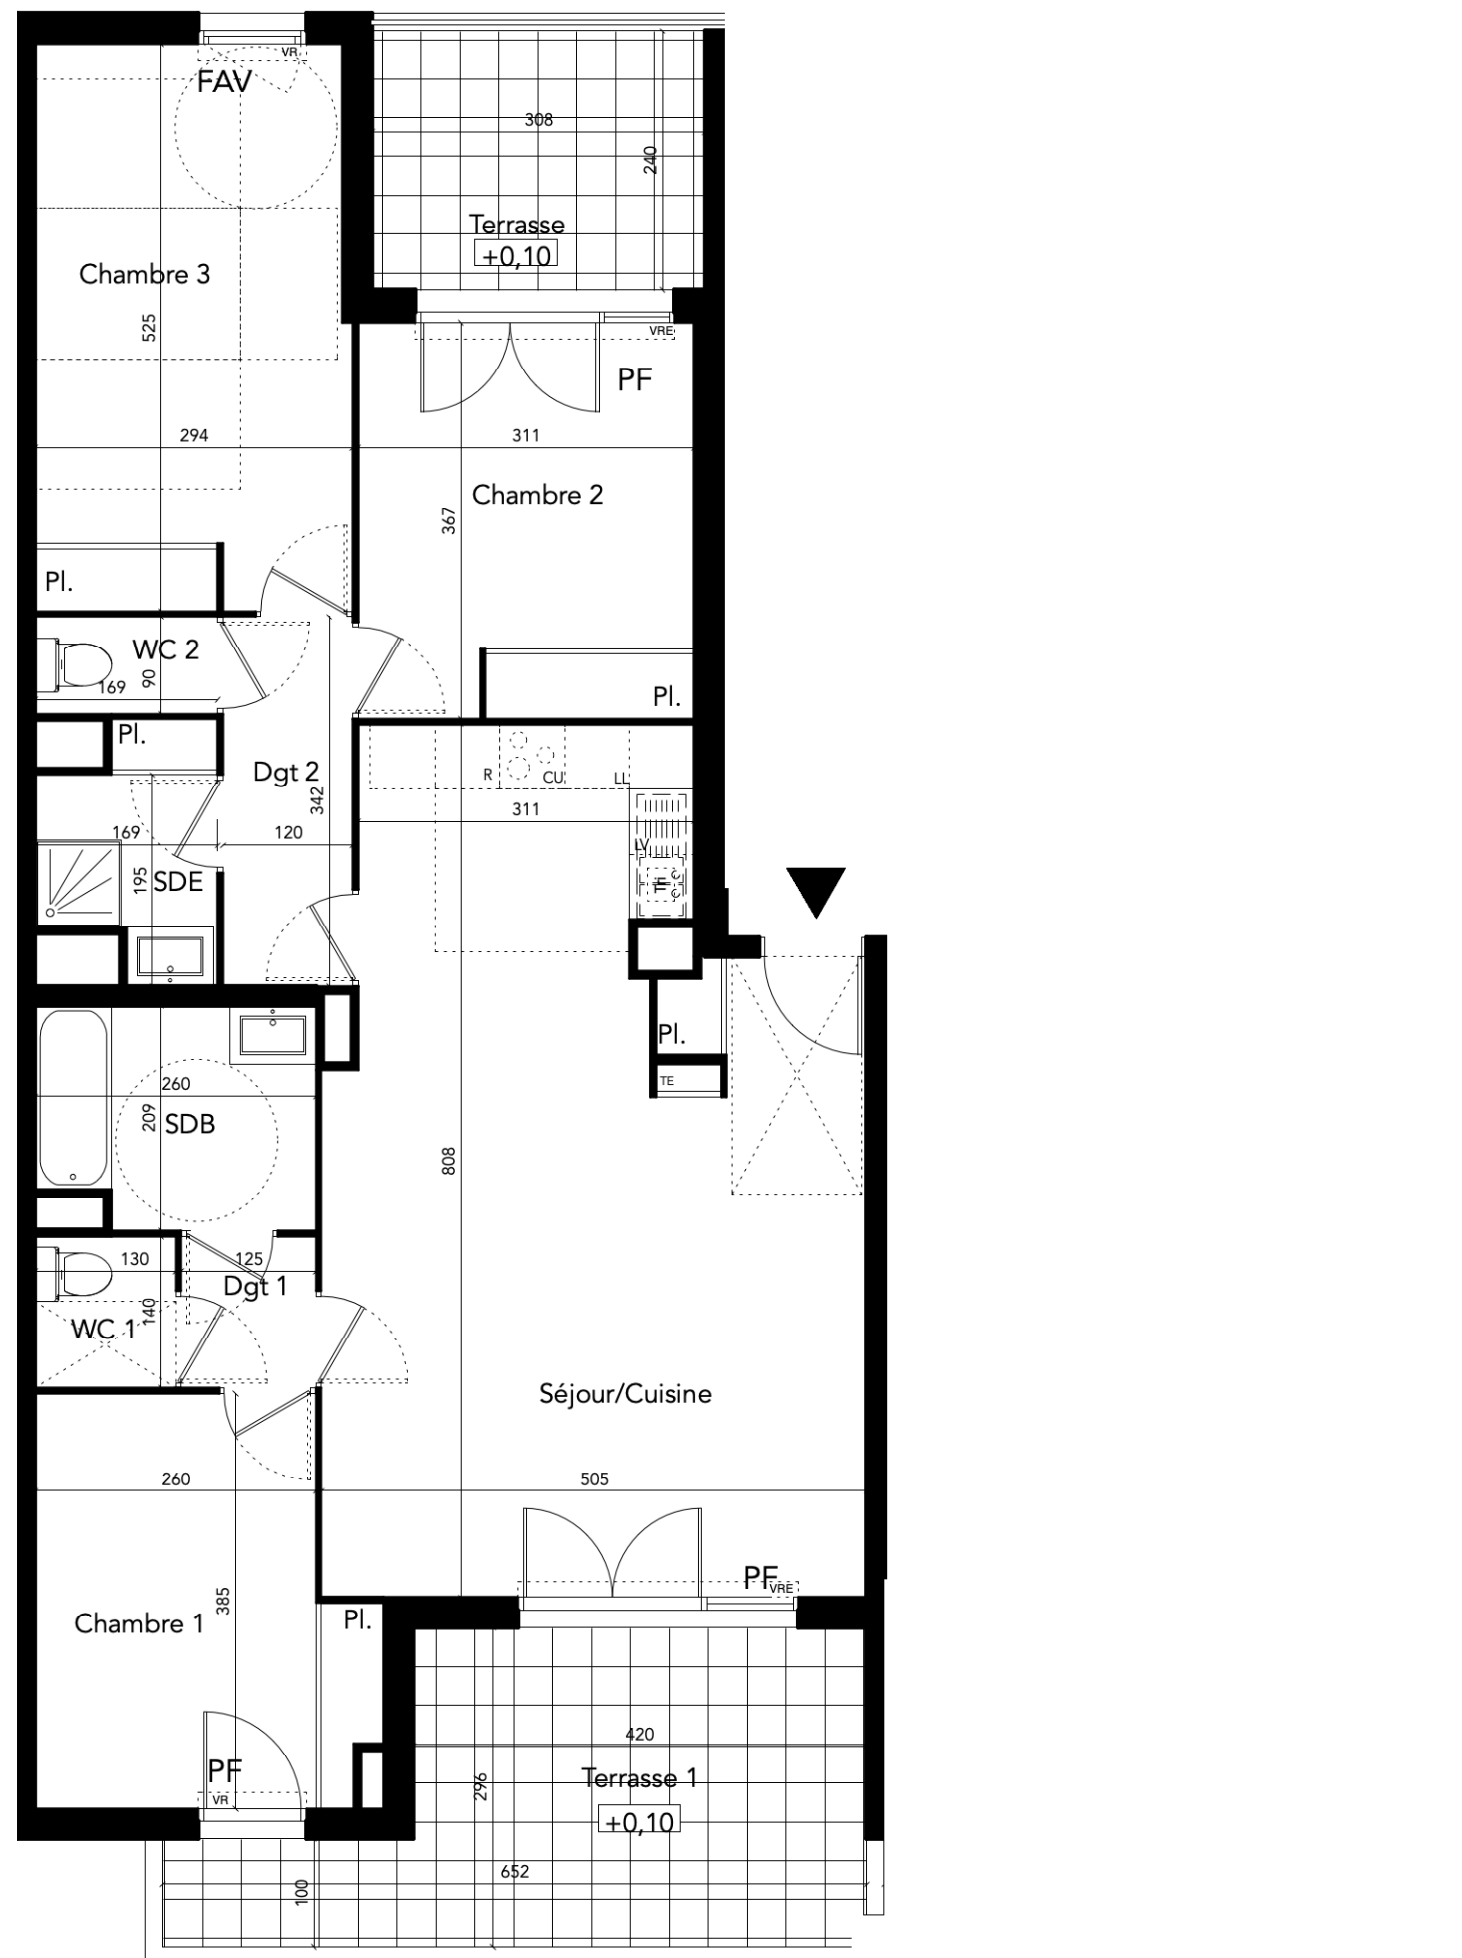 VR
FAV
308
240
Terrasse
+0,10
Chambre 3
525
VRE
PF
294
311
Chambre 2
367
Pl.
WC 2
90
169
Pl.
Pl.
Dgt 2
342
R
CU
LL
311
169
120
LV
Tri
195
SDE
Pl.
TE
260
209
SDB
808
130
125
Dgt 1
140
WC 1
Séjour/Cuisine
260
505
PF
VRE
385
Chambre 1
Pl.
420
PF
VR
296
Terrasse 1
+0,10
652
100